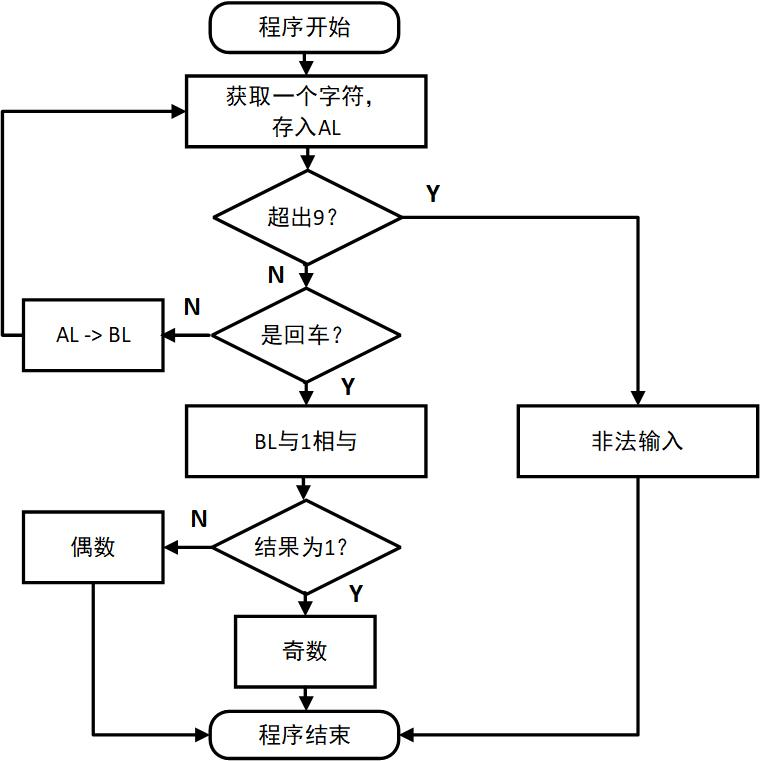 程序开始
获取一个字符，
存入AL
超出9？
Y
N
是回车？
N
AL -> BL
Y
BL与1相与
非法输入
结果为1？
N
偶数
Y
奇数
程序结束